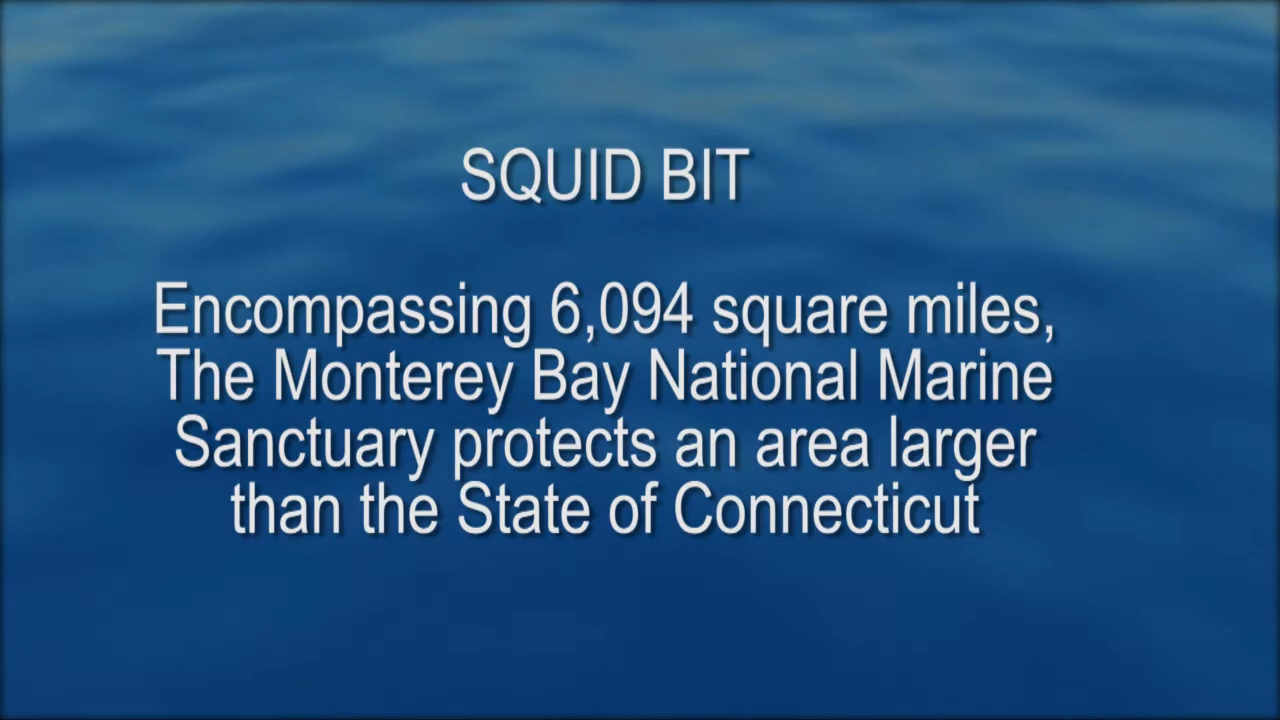 SQUID BIT
Encompassing 6,094 square miles,
The Monterey Bay National Marine
Sanctuary protects an area larger
than the State of Connecticut